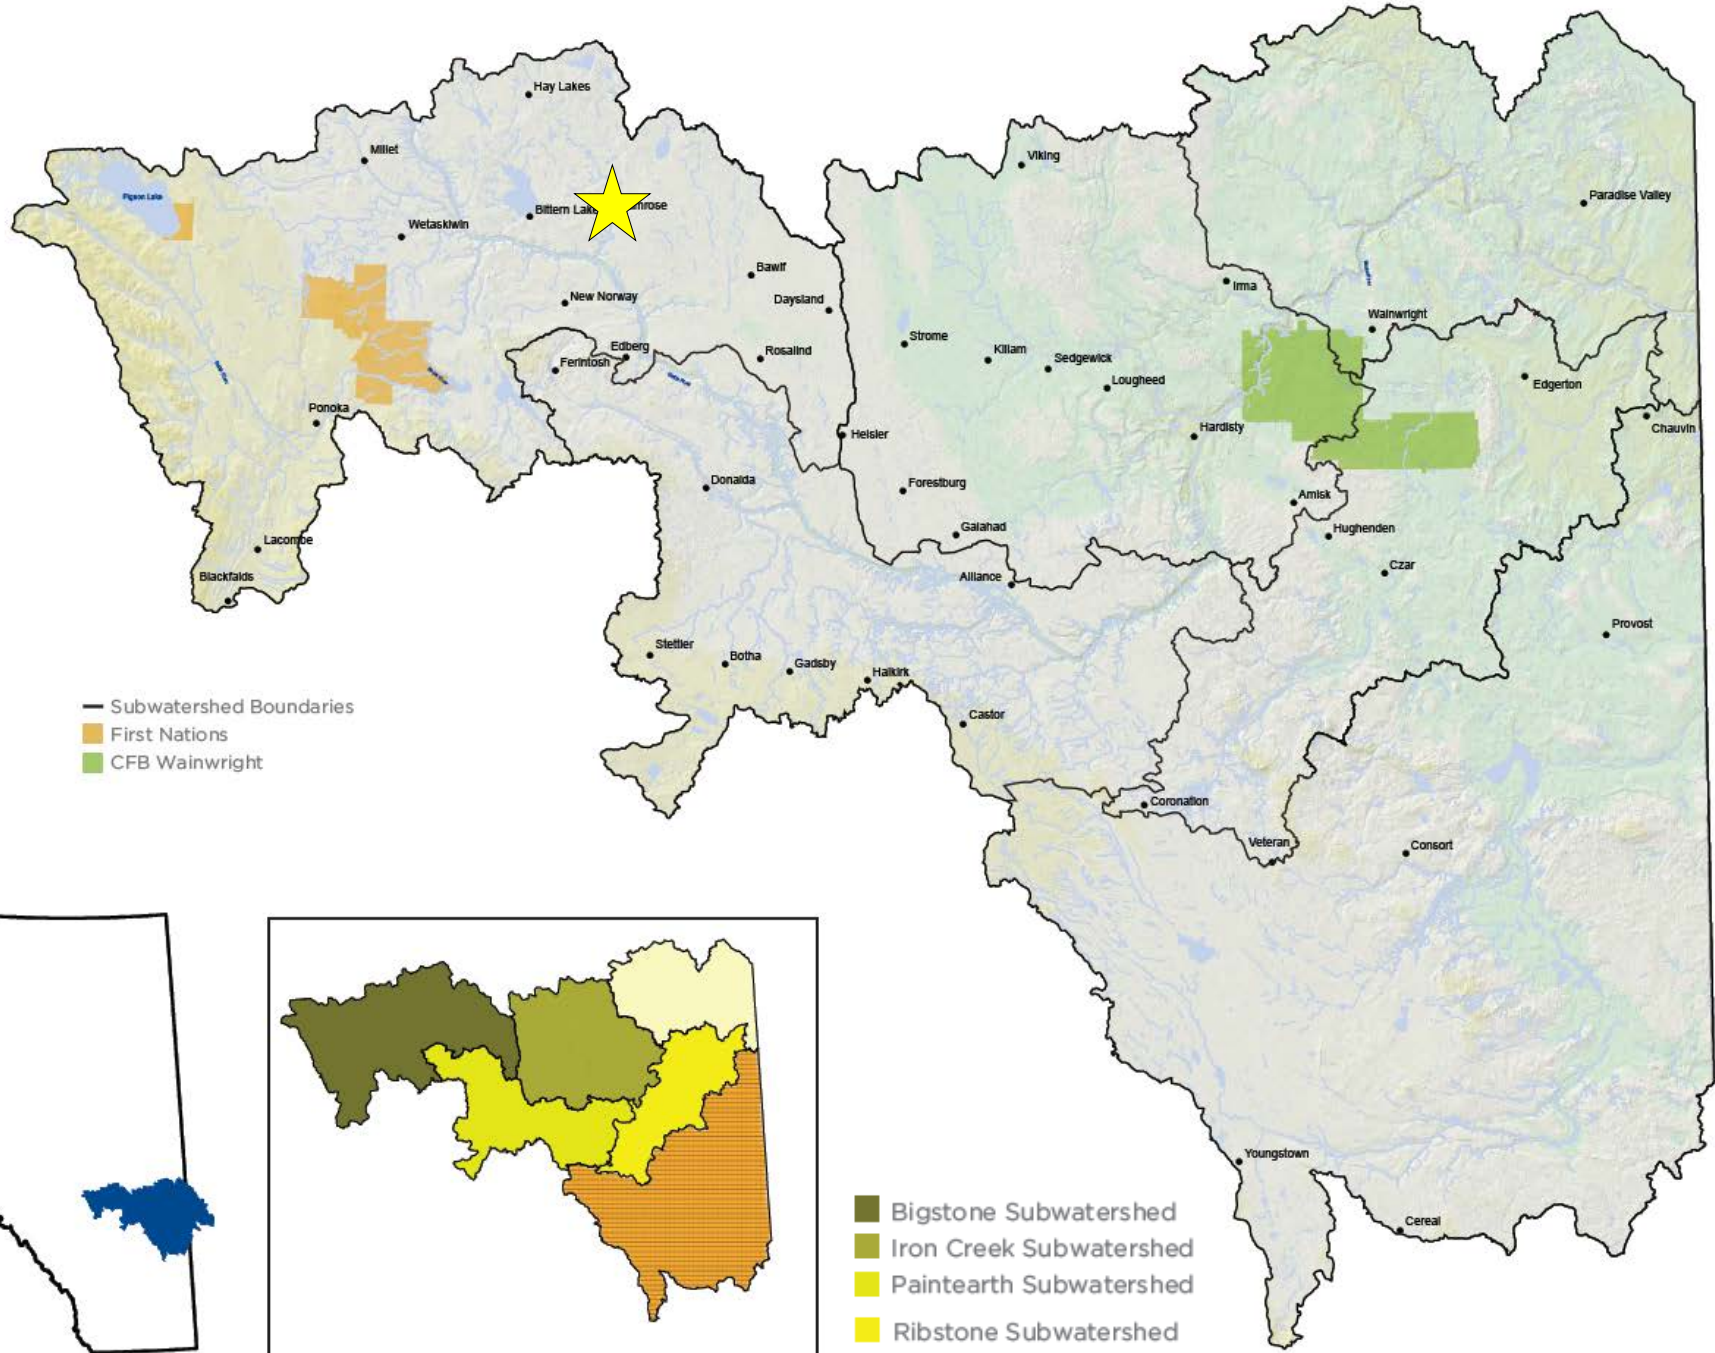 Hay Lakes
Viking
Millet
Paradise Valley
Pigeon Lake
Bittern Lake
Wetaskiwin
Bawlf
Irma
New Norway
Daysland
Wainwright
Strome
Edberg
Rosalind
Killam
Sedgewick
Ferintosh
Lougheed
Edgerton
Ponoka
Hardisty
Chauvin
Heisler
Donalda
Forestburg
Amisk
Galahad
Hughenden
Lacombe
Czar
Blackfalds
Alliance
Provost
Stettler
Botha
Gadsby
Halkirk
Subwatershed Boundaries
Castor
First Nations
CFB Wainwright
Coronation
Veteran
Consort
Youngstown
Bigstone Subwatershed
Cereal
Iron Creek Subwatershed
Paintearth Subwatershed
Ribstone Subwatershed